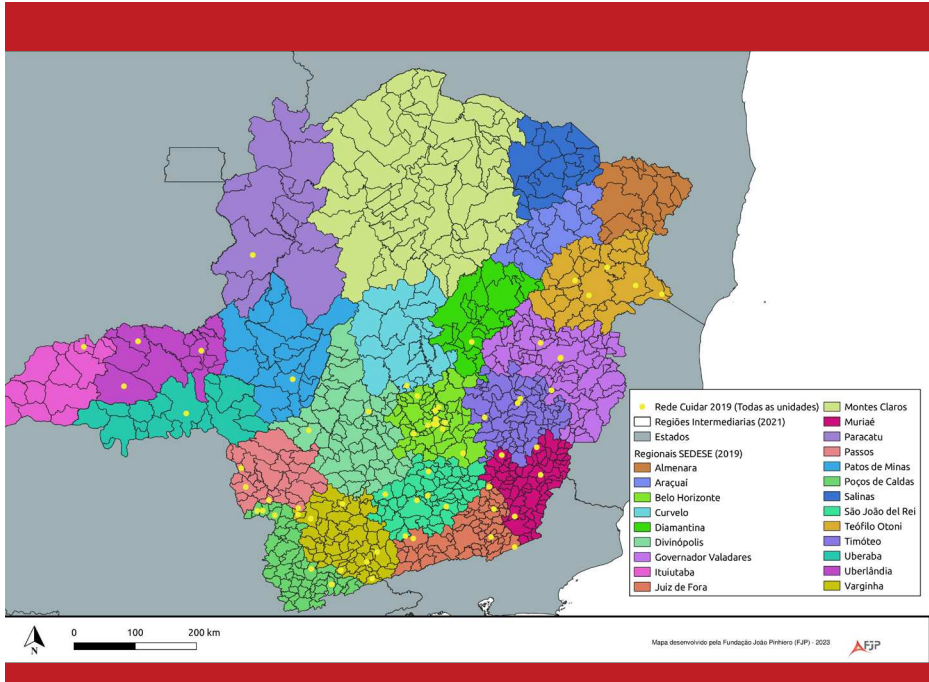 Rede Cuidar 2019 (Todas as unidades)
Regiões Intermediarias (2021)
Estados
Regionais SEDESE (2019)
Almenara
Araçuaí
Belo Horizonte
Curvelo
Diamantina
Divinópolis
Governador Valadares
Ituiutaba
Juiz de Fora
Montes Claros
Muriaé
Paracatu
Passos
Patos de Minas
Poços de Caldas
Salinas
São João del Rei
Teófilo Otoni
Timóteo
Uberaba
Uberlândia
Varginha
N
0 100 200 km
Mapa desenvolvido pela Fundação João Pinhiero (FJP) - 2023
FJP